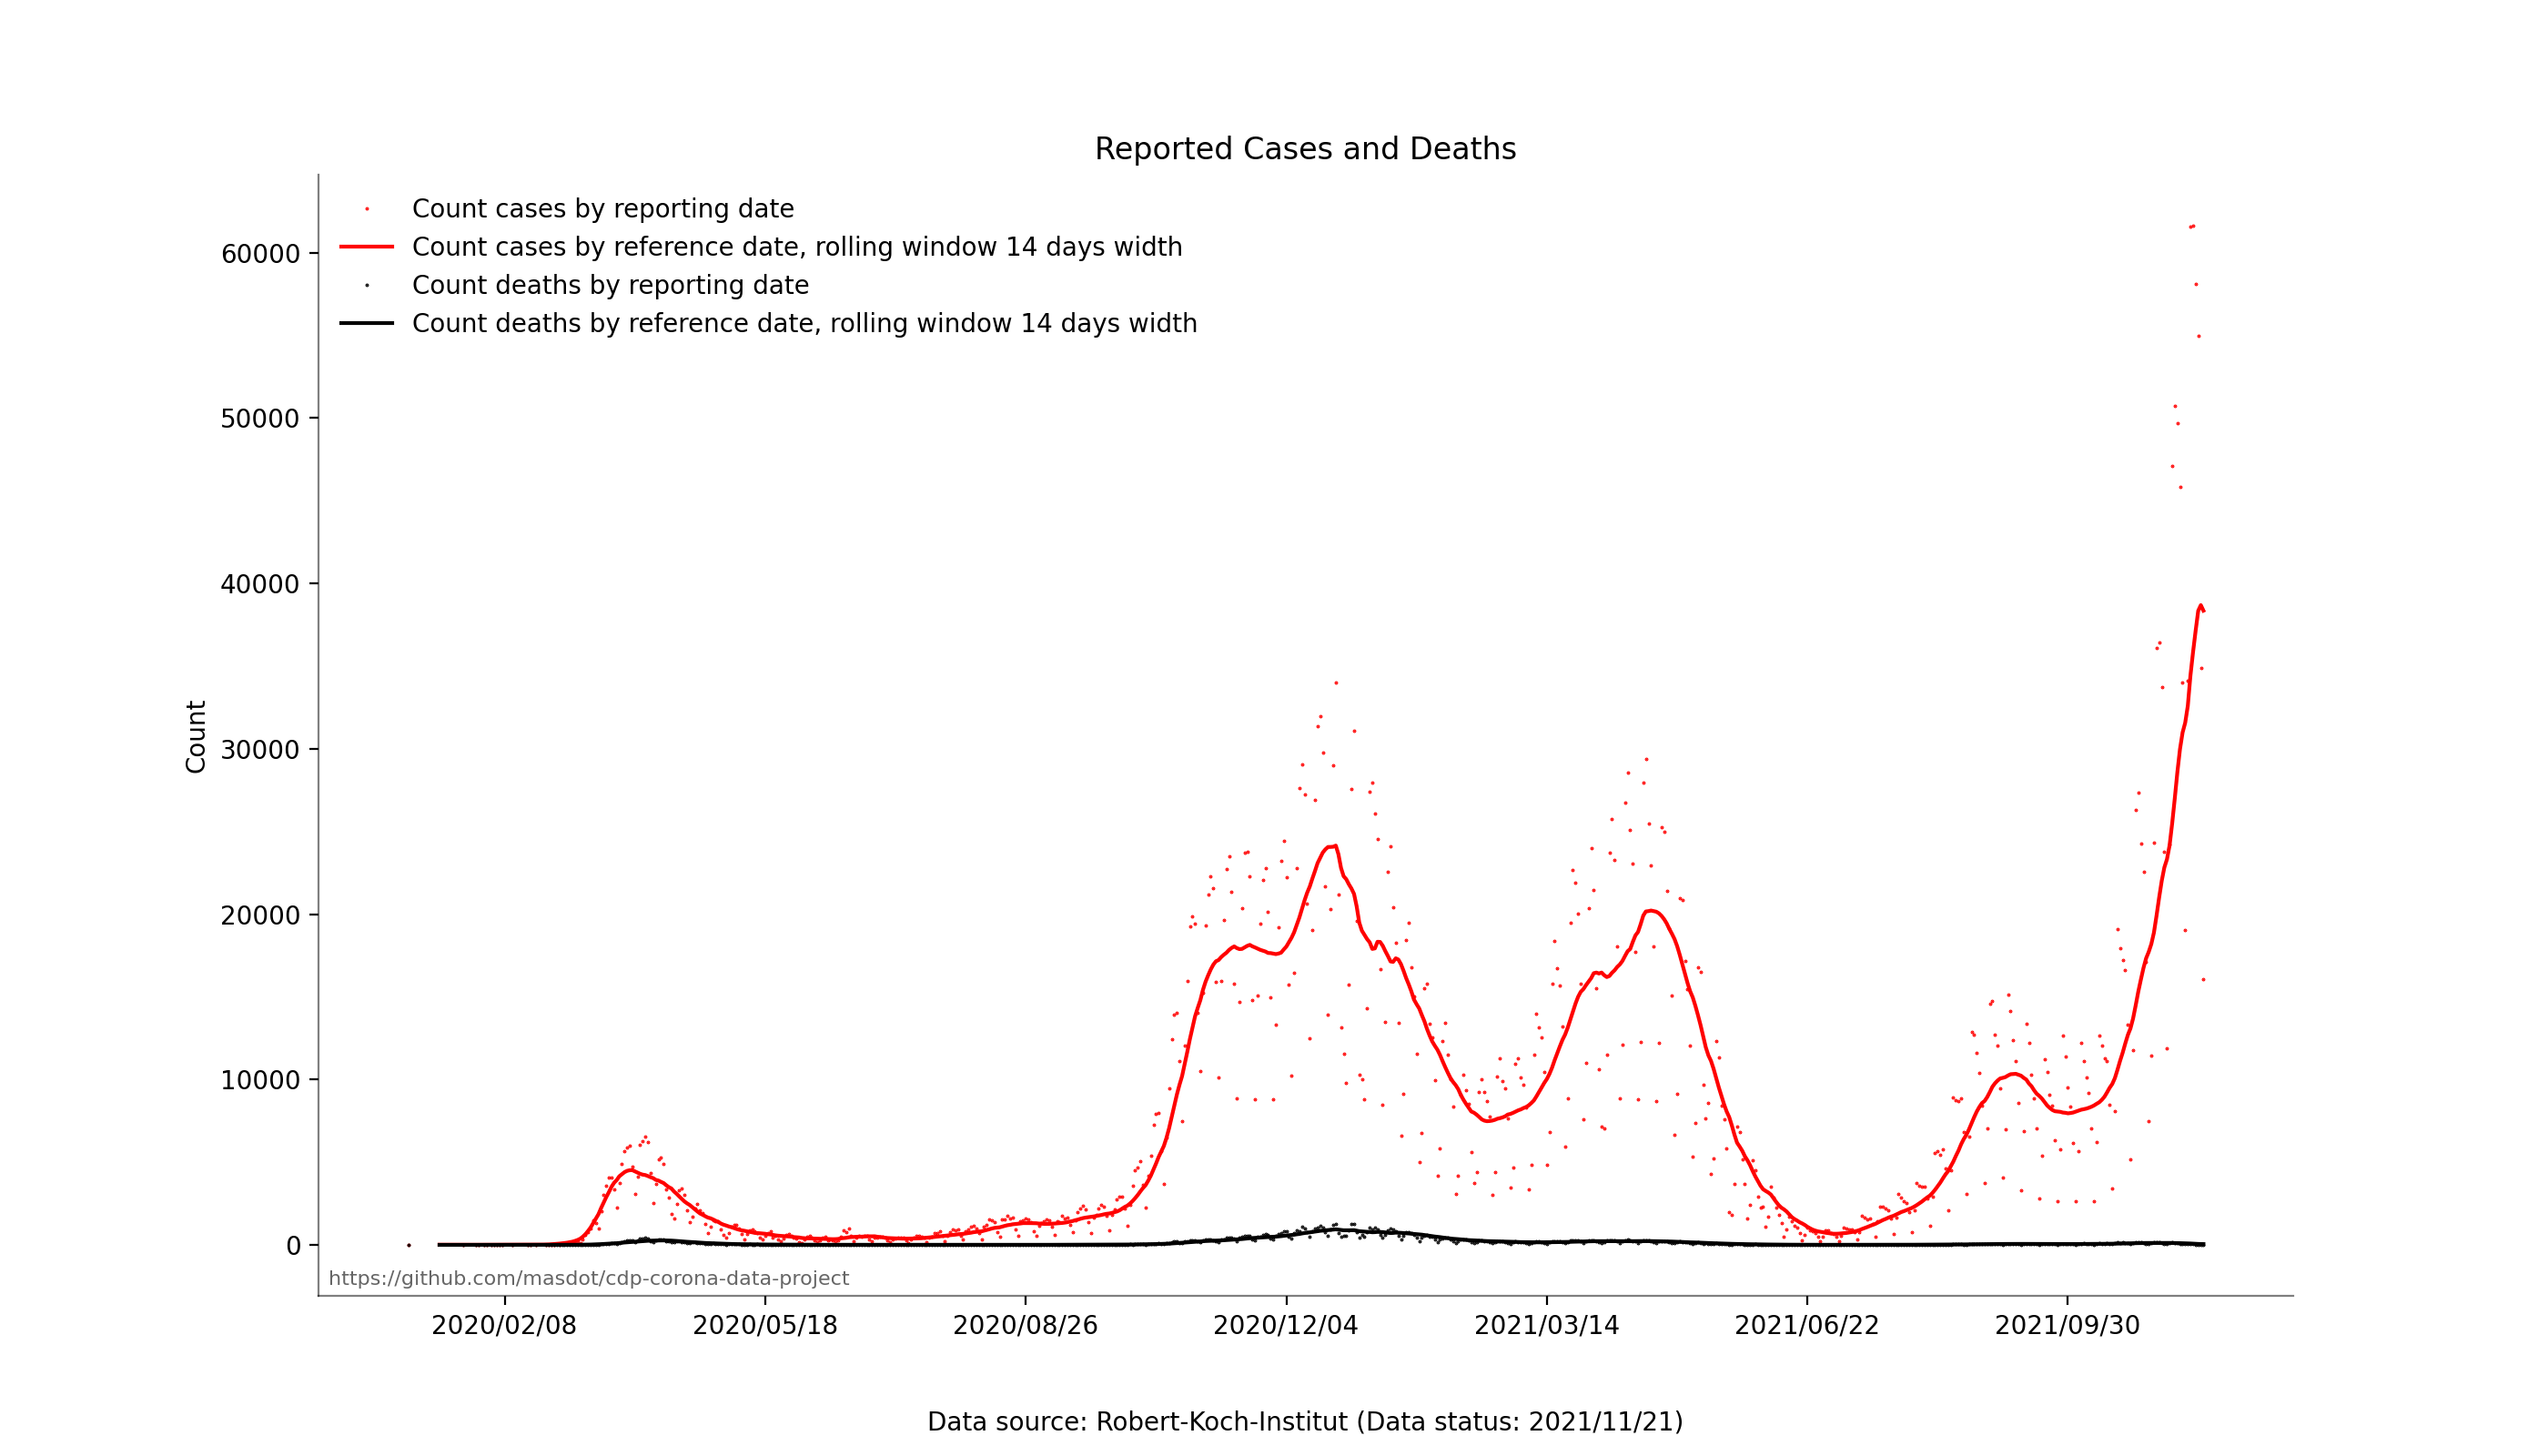 Reported Cases and Deaths
Count cases by reporting date
Count cases by reference date, rolling window 14 days width
Count deaths by reporting date
Count deaths by reference date, rolling window 14 days width
60000
50000
40000
30000
20000
10000
0
Count
https://github.com/masdot/cdp-corona-data-project
2020/02/08 2020/05/18 2020/08/26 2020/12/04 2021/03/14 2021/06/22 2021/09/30
Data source: Robert-Koch-Institut (Data status: 2021/11/21)